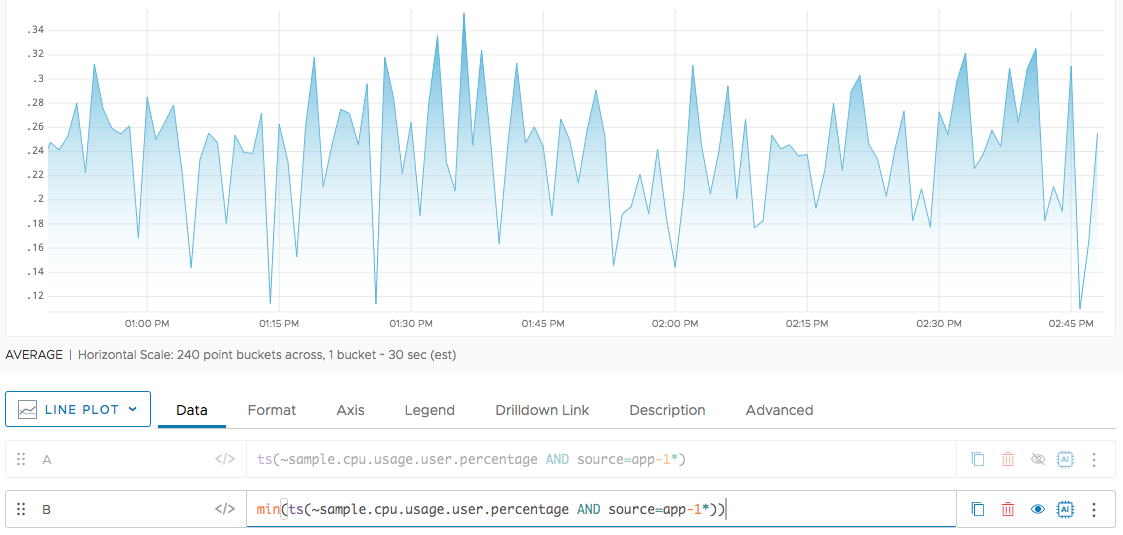 .34
.32
.3
.28
.26
.24
.22
.2
.18
.16
.14
.12
01:00 PM 01:15 PM 01:30 PM 01:45 PM 02:00 PM 02:15 PM 02:30 PM 02:45 PM
AVERAGE | Horizontal Scale: 240 point buckets across, 1 bucket ~ 30 sec (est)
LINE PLOT Data Format Axis Legend Drilldown Link Description Advanced
A </> ts(~sample.cpu.usage.user.percentage AND source=app-1*) AI
B </> min(ts(~sample.cpu.usage.user.percentage AND source=app-1*)) AI